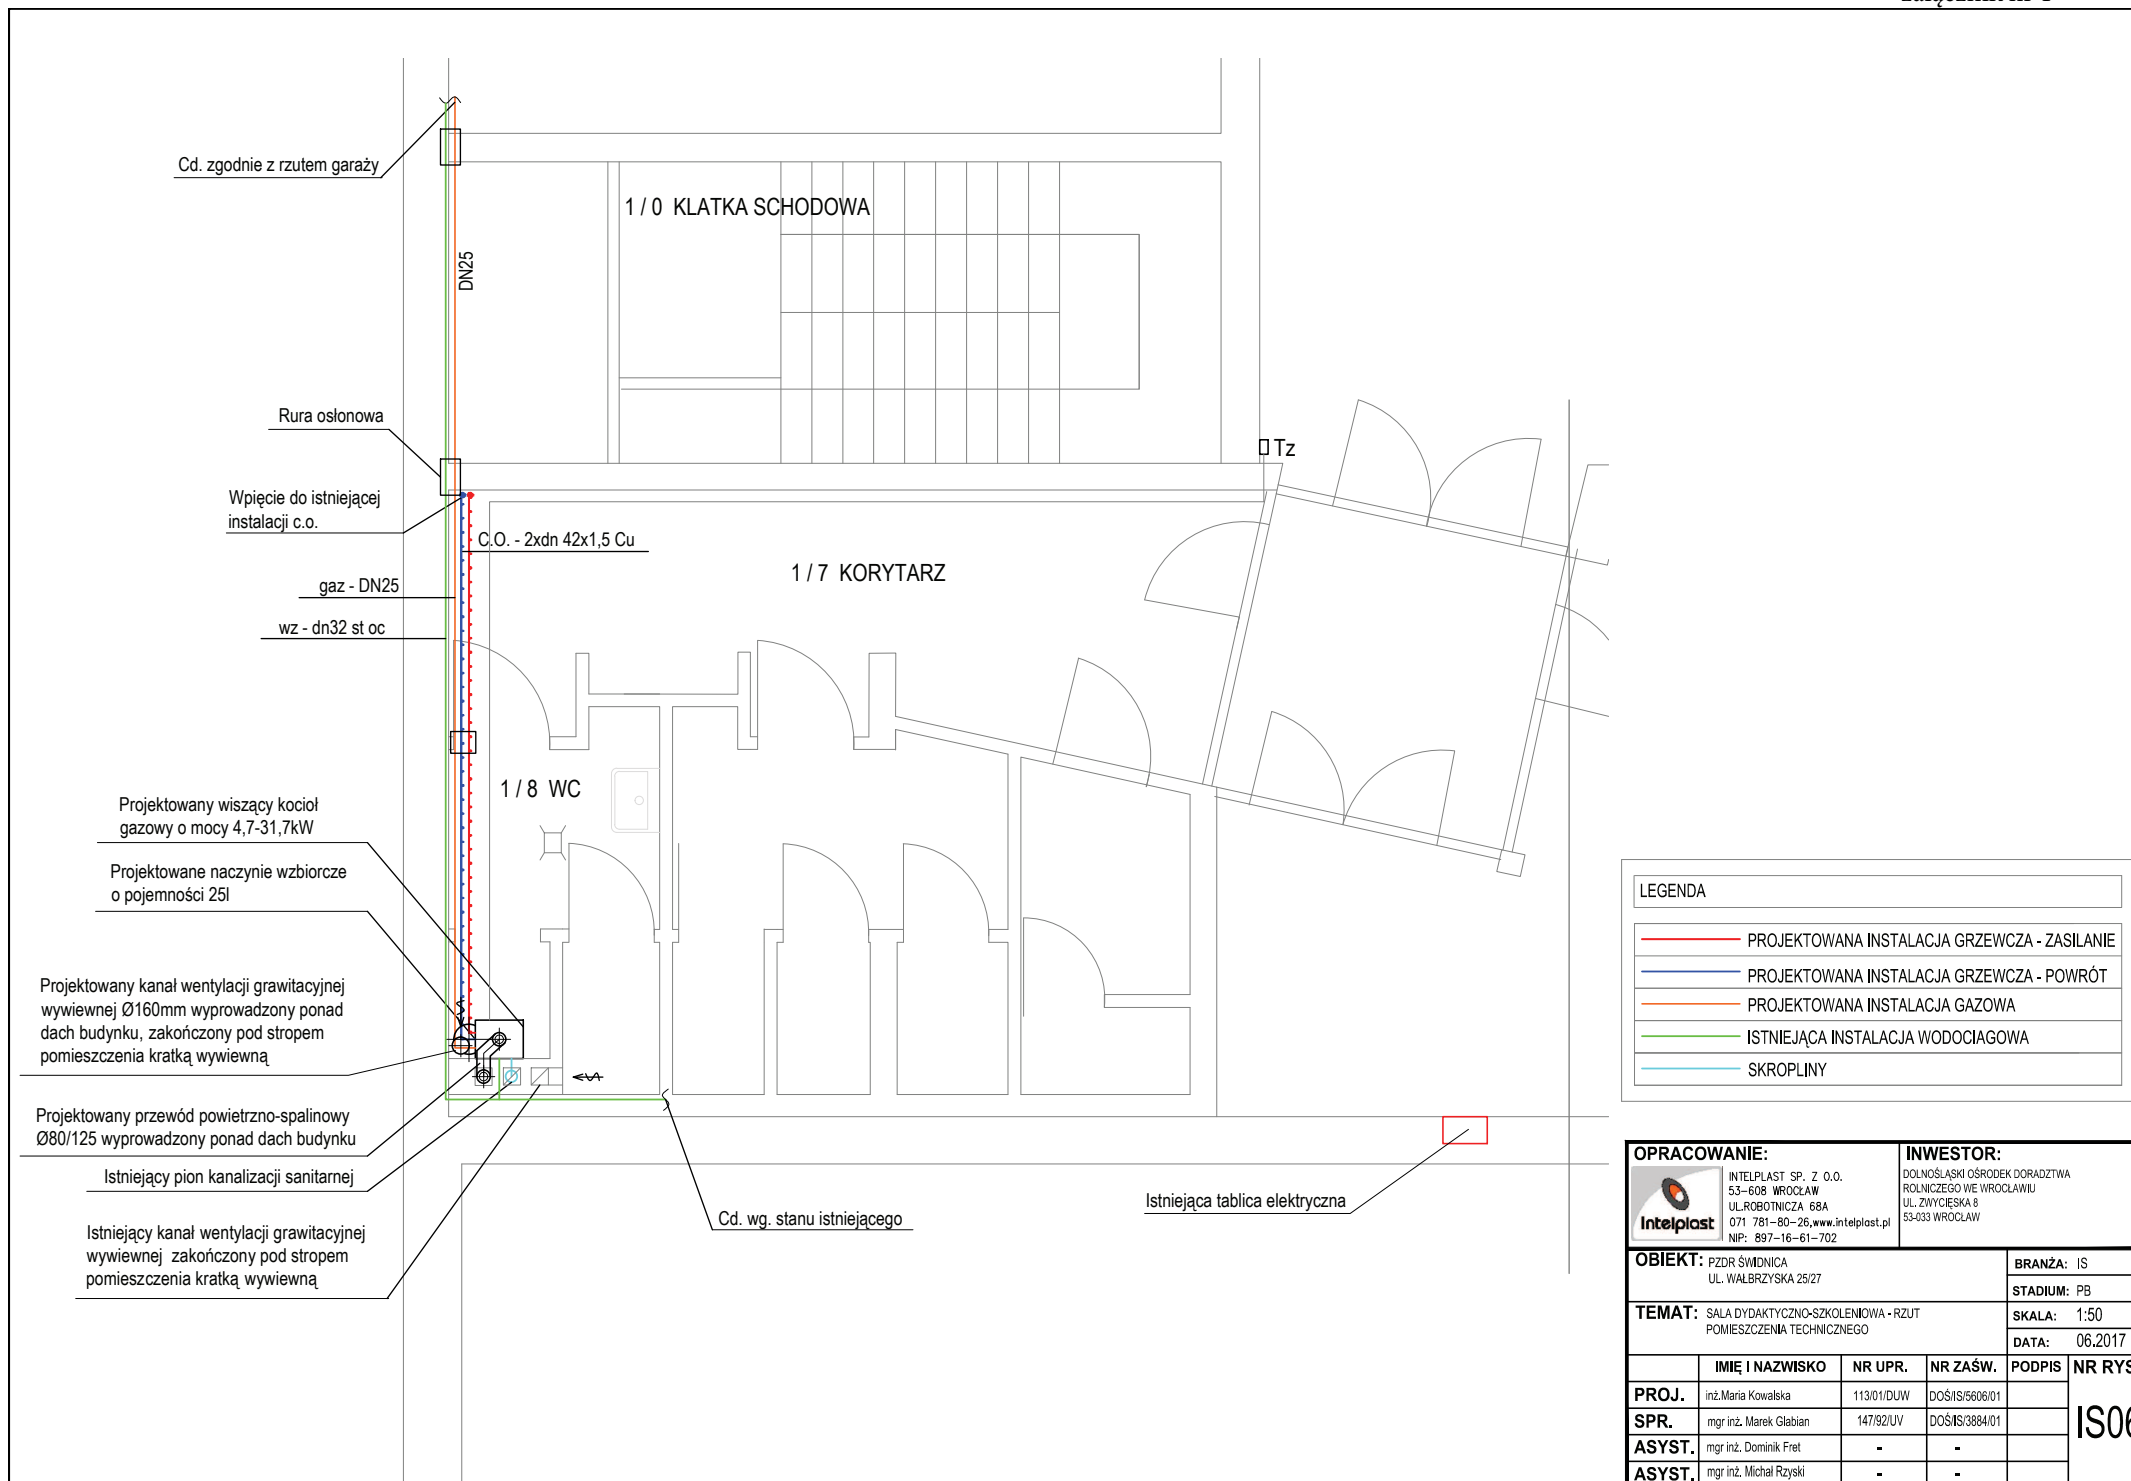 Cd. zgodnie z rzutem garaży
1 / 0 KLATKA SCHODOWA
DN25
Rura osłonowa
Tz
Wpięcie do istniejącej
instalacji c.o.
C.O. - 2xdn 42x1,5 Cu
1 / 7 KORYTARZ
gaz - DN25
wz - dn32 st oc
1 / 8 WC
Projektowany wiszący kocioł
gazowy o mocy 4,7-31,7kW
Projektowane naczynie wzbiorcze
o pojemności 25l
Projektowany kanał wentylacji grawitacyjnej
wywiewnej Ø160mm wyprowadzony ponad
dach budynku, zakończony pod stropem
pomieszczenia kratką wywiewną
Projektowany przewód powietrzno-spalinowy
Ø80/125 wyprowadzony ponad dach budynku
Istniejący pion kanalizacji sanitarnej
Istniejący kanał wentylacji grawitacyjnej
wywiewnej zakończony pod stropem
pomieszczenia kratką wywiewną
Cd. wg. stanu istniejącego
Istniejąca tablica elektryczna
LEGENDA
PROJEKTOWANA INSTALACJA GRZEWCZA - ZASILANIE
PROJEKTOWANA INSTALACJA GRZEWCZA - POWRÓT
PROJEKTOWANA INSTALACJA GAZOWA
ISTNIEJĄCA INSTALACJA WODOCIAGOWA
SKROPLINY
OPRACOWANIE:
Intelplast
INTELPLAST SP. Z O.O.
53-608 WROCŁAW
UL.ROBOTNICZA 68A
071 781-80-26,www.intelplast.pl
NIP: 897-16-61-702
INWESTOR:
DOLNOŚLĄSKI OŚRODEK DORADZTWA
ROLNICZEGO WE WROCŁAWIU
UL. ZWYCIĘSKA 8
53-033 WROCŁAW
OBIEKT: PZDR ŚWIDNICA
UL. WAŁBRZYSKA 25/27
BRANŻA: IS
STADIUM: PB
TEMAT: SALA DYDAKTYCZNO-SZKOLENIOWA - RZUT
POMIESZCZENIA TECHNICZNEGO
SKALA: 1:50
DATA: 06.2017
IMIĘ I NAZWISKO NR UPR. NR ZAŚW. PODPIS NR RYS
PROJ. inż.Maria Kowalska 113/01/DUW DOŚ/IS/5606/01
SPR. mgr inż. Marek Glabian 147/92/UV DOŚ/IS/3884/01
IS06
ASYST. mgr inż. Dominik Fret - -
ASYST. mgr inż. Michał Rzyski - -